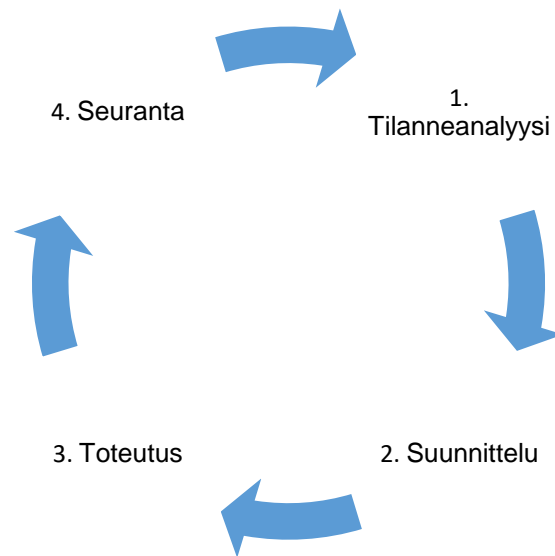 1.
Tilanneanalyysi
2. Suunnittelu
3. Toteutus
4. Seuranta